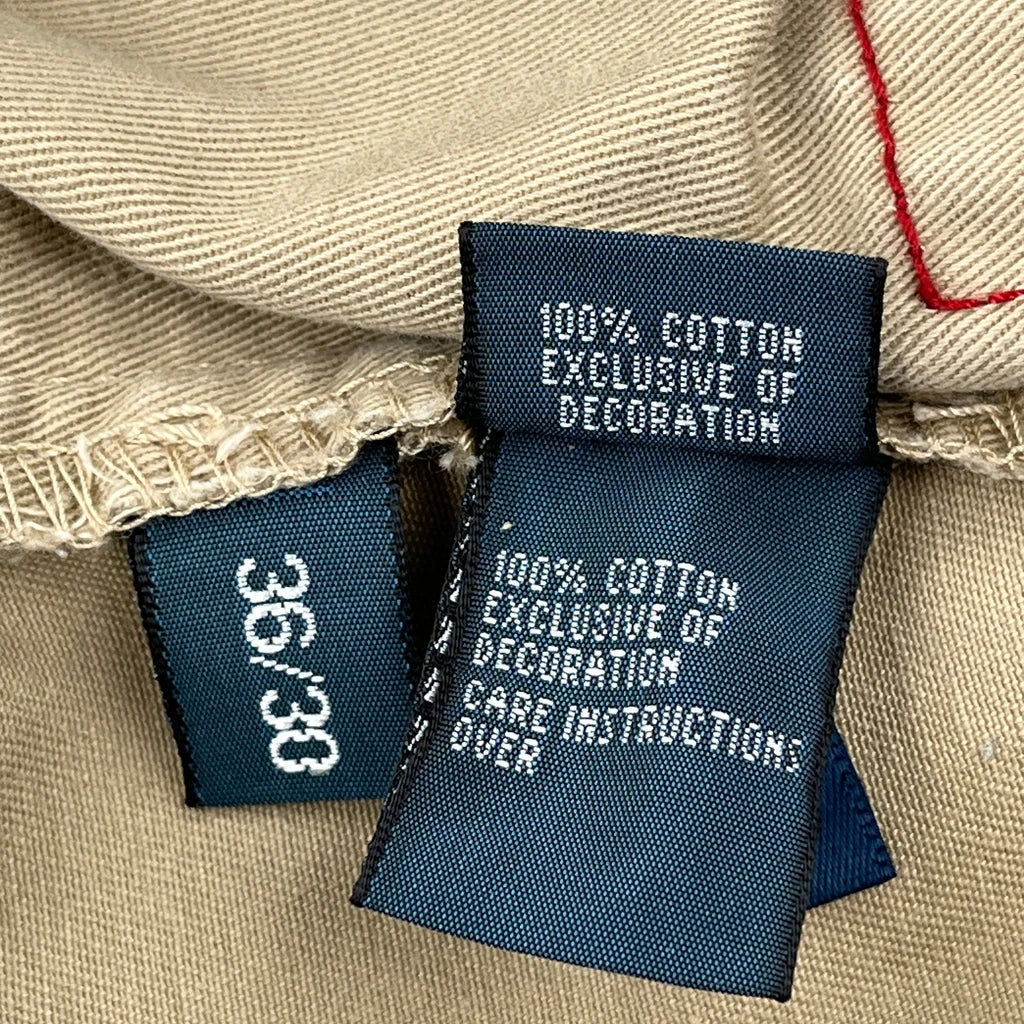 100% COTTON
EXCLUSIVE OF
DECORATION
100% COTTON
EXCLUSIVE OF
DECORATION
CARE INSTRUCTIONS
OVER
36/30